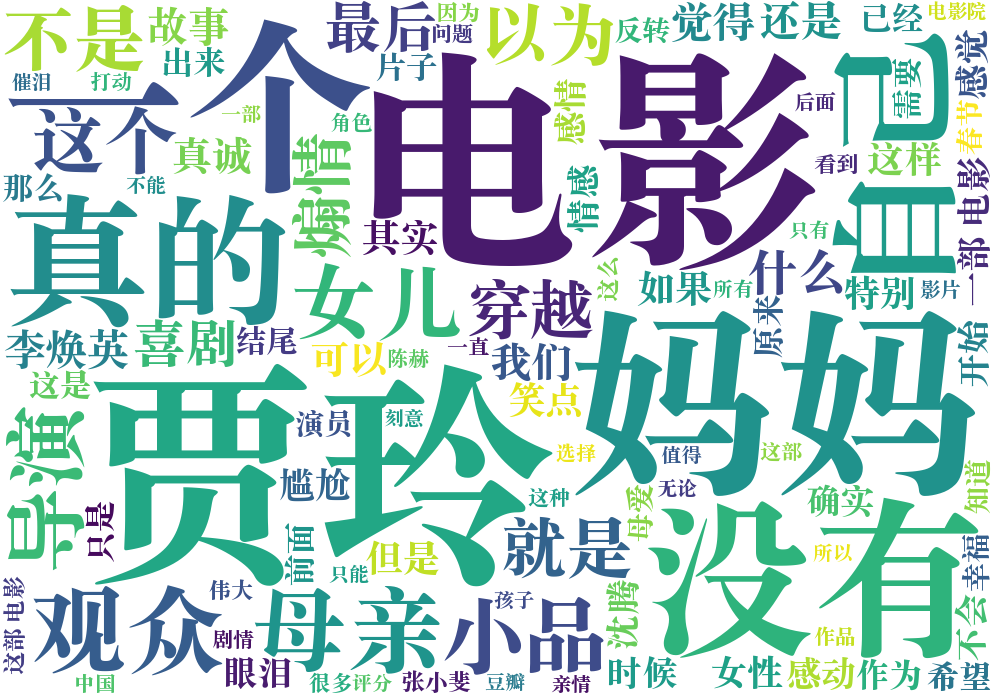 不是
故事
出来
最后
因为
问题
以为
反转
觉得
还是
已经
电影院
催泪
打动
一个
片子
电影
自己
需要
感觉
这个
一部
角色
感情
后面
春节
真诚
煽情
看到
这样
那么
不能
真的
其实
情感
只有
一部 电影
女儿
穿越
这么
如果
所有
什么
特别
影片
李焕英
喜剧
结尾
可以
陈赫
一直
我们
原来
妈妈
开始
这是
贾玲
导演
演员
刻意
笑点
选择
值得
这部
尴尬
这种
母爱
无论
确实
知道
只是
前面
但是
只能
就是
没有
所以
幸福
不会
这部 电影
观众
伟大
母亲
孩子
小品
沈腾
作品
剧情
眼泪
时候
女性
感动
作为
希望
中国
很多
评分
张小斐
豆瓣
亲情